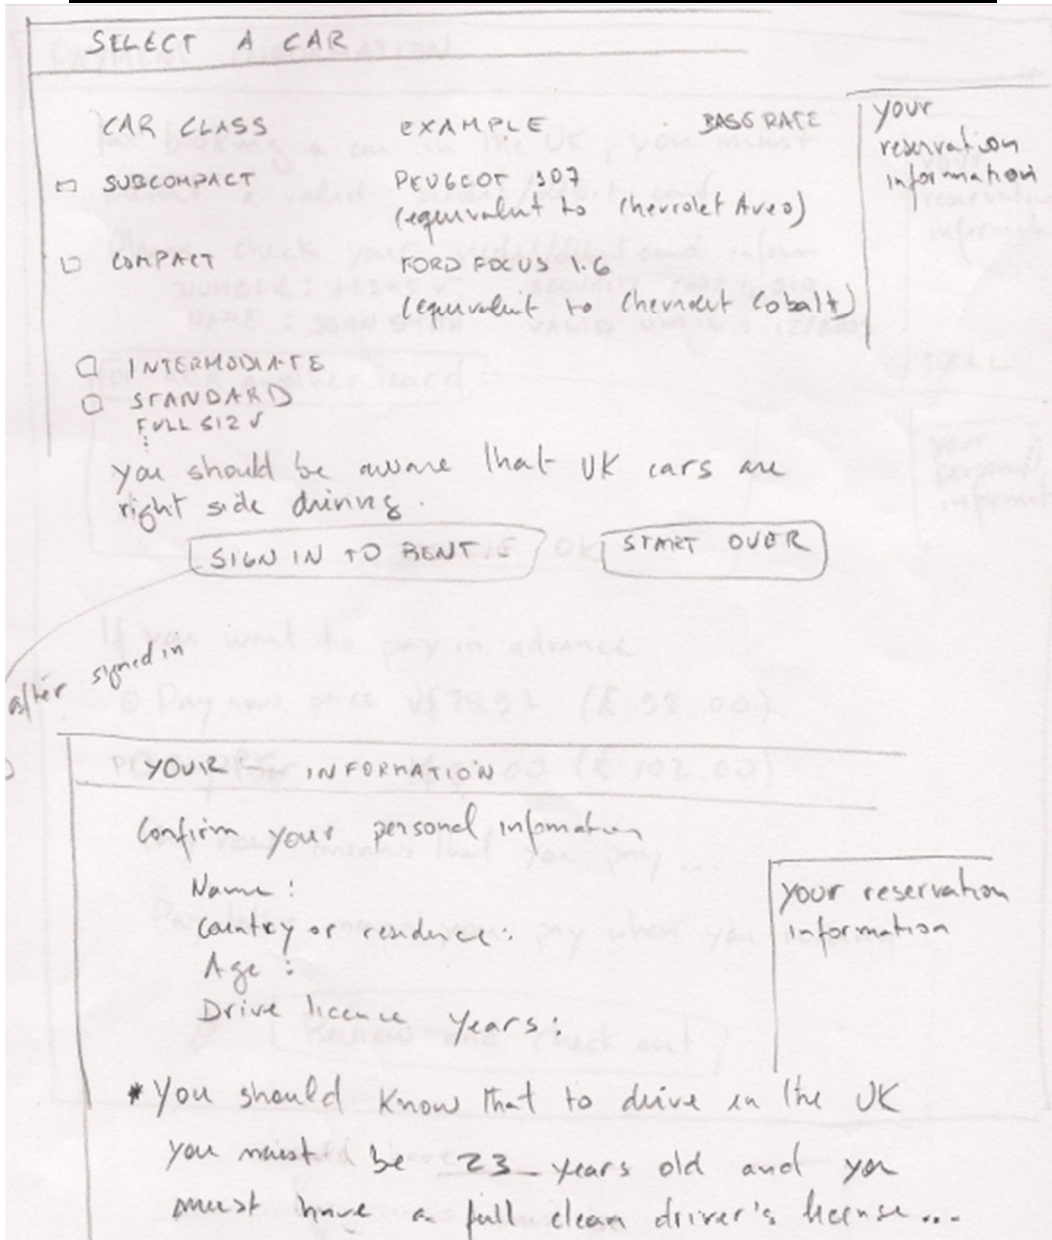 SELECT A CAR
CAR CLASS EXAMPLE BASE RATE
your
reservation
information
SUBCOMPACT PEUGEOT 307
(equivalent to Chevrolet Aveo)
COMPACT FORD FOCUS 1.6
(equivalent to Chevrolet Cobalt)
INTERMEDIATE
STANDARD
FULL SIZE
you should be aware that UK cars are
right side driving.
SIGN IN TO RENT START OVER
after signed in
YOUR INFORMATION
Confirm your personal information
Name:
Country or residence:
Age:
Drive licence years:
your reservation
information
* You should know that to drive in the UK
you must be 23 years old and you
must have a full clean driver's license...